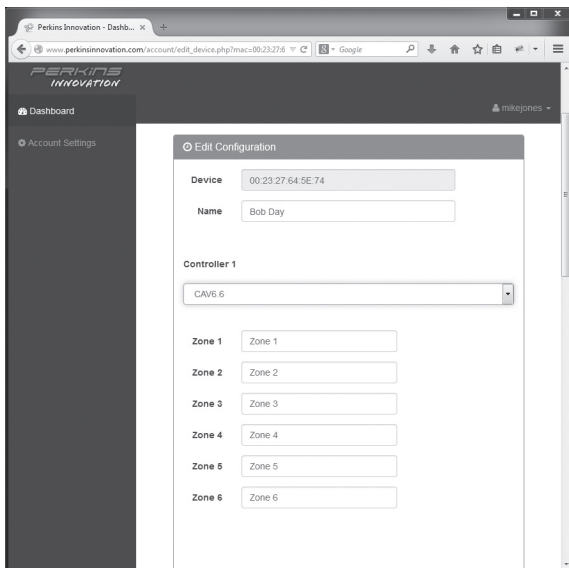 Perkins Innovation - Dashb...
www.perkinsinnovation.com/account/edit_device.php?mac=00:23:27:6
Google
PERKINS
INNOVATION
Dashboard
mikejones
Account Settings
Edit Configuration
Device 00:23:27:64:5E:74
Name Bob Day
Controller 1
CAV6.6
Zone 1 Zone 1
Zone 2 Zone 2
Zone 3 Zone 3
Zone 4 Zone 4
Zone 5 Zone 5
Zone 6 Zone 6